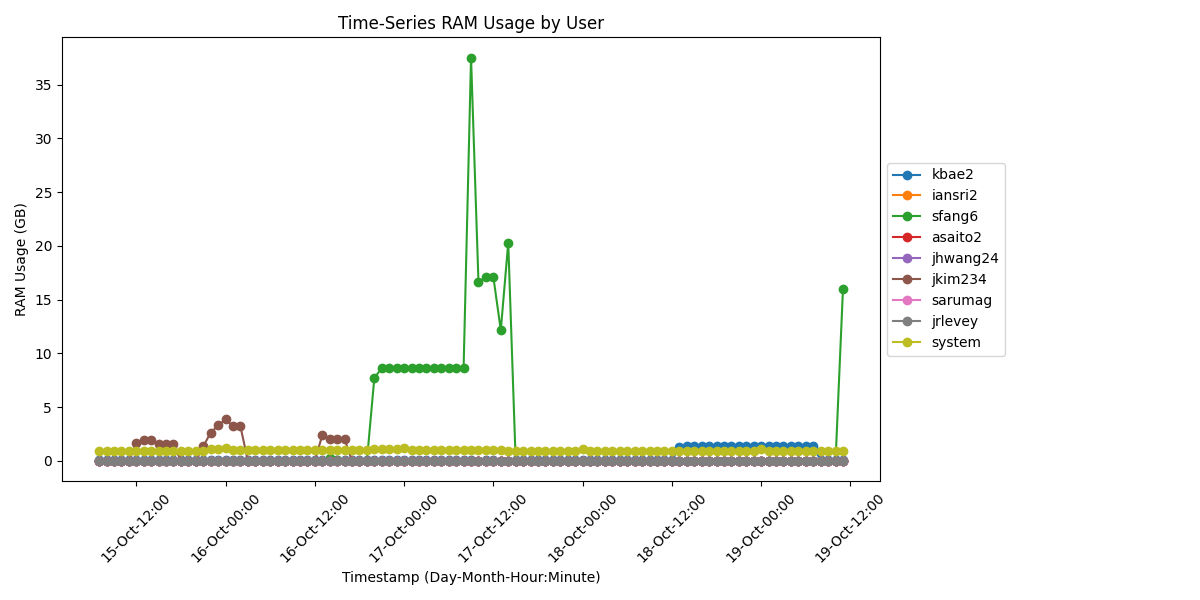 Time-Series RAM Usage by User
RAM Usage (GB)
35
30
25
20
15
10
5
0
15-Oct-12:00
16-Oct-00:00
16-Oct-12:00
17-Oct-00:00
17-Oct-12:00
18-Oct-00:00
18-Oct-12:00
19-Oct-00:00
19-Oct-12:00
Timestamp (Day-Month-Hour:Minute)
kbae2
iansri2
sfang6
asaito2
jhwang24
jkim234
sarumag
jrlevey
system